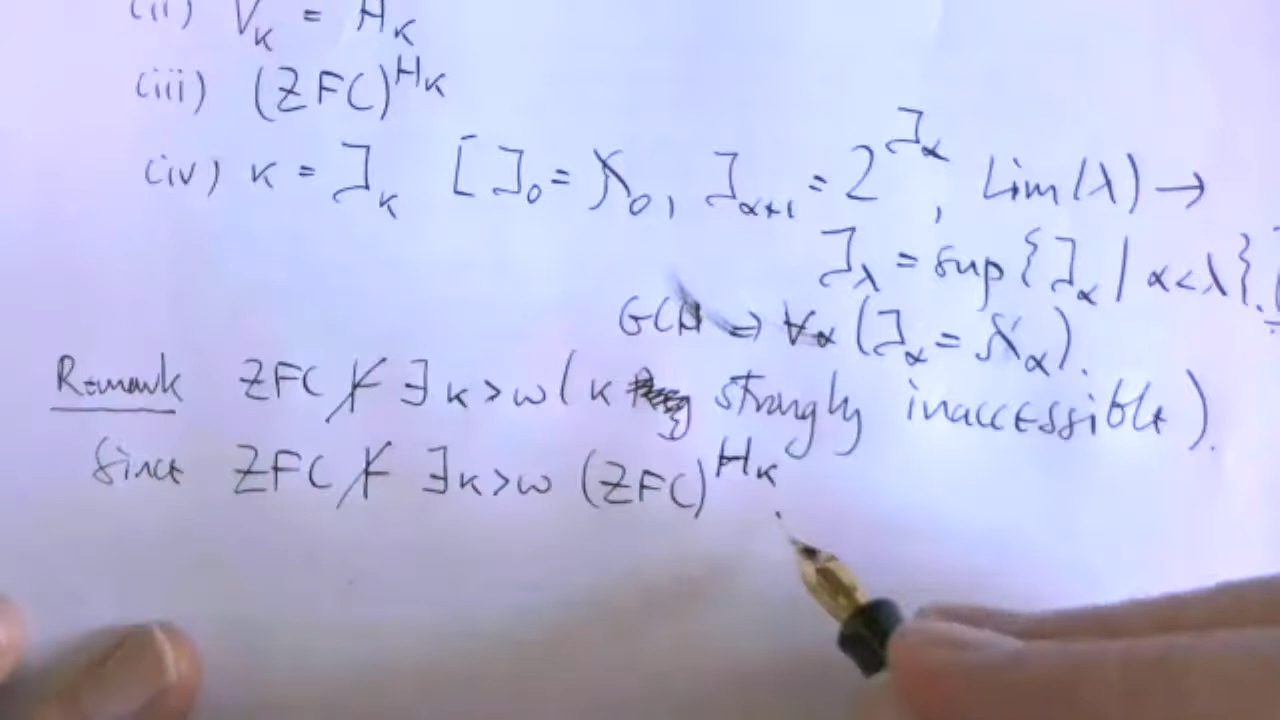 (ii) V_κ = H_κ
(iii) (ZFC)^{H_κ}
(iv) κ = ℶ_κ [ ℶ_0 = ℵ_0, ℶ_{α+1} = 2^{ℶ_α}, Lim(λ) →
ℶ_λ = sup{ℶ_α | α<λ}.]
GCH ⇒ ∀α (ℶ_α = ℵ_α).
Remark ZFC ⊬ ∃κ>ω (κ strongly inaccessible).
Since ZFC ⊬ ∃κ>ω (ZFC)^{H_κ}.